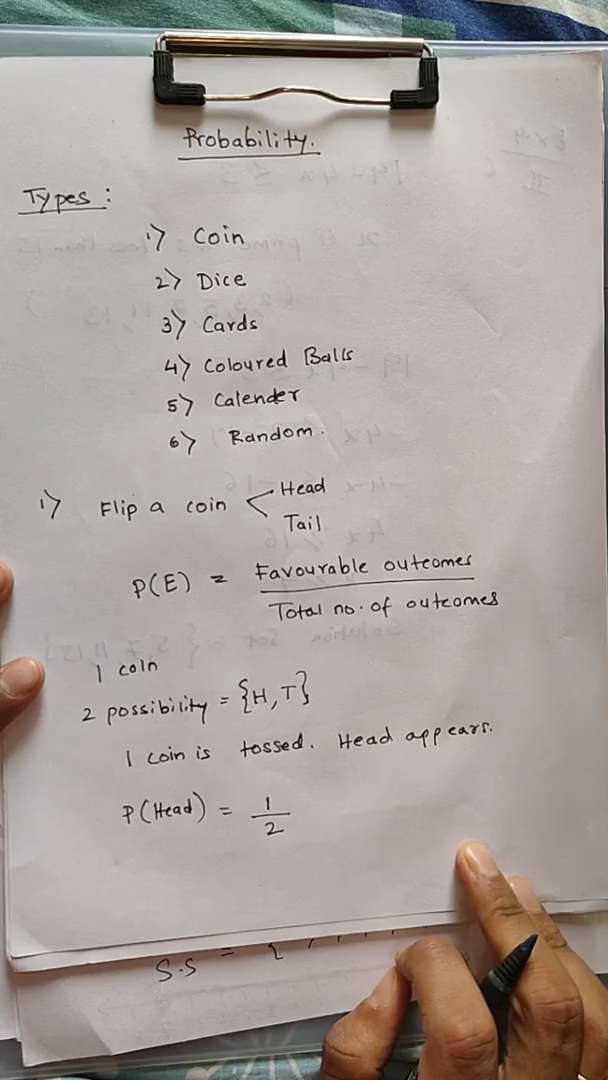 Probability.
Types:
1) Coin
2) Dice
3) Cards
4) Coloured Balls
5) Calender
6) Random.
1) Flip a coin < Head
Tail
P(E) = Favourable outcomes
Total no. of outcomes
1 coin
2 possibility = {H, T}
1 coin is tossed. Head appears.
P(Head) = 1
2
S.S = {